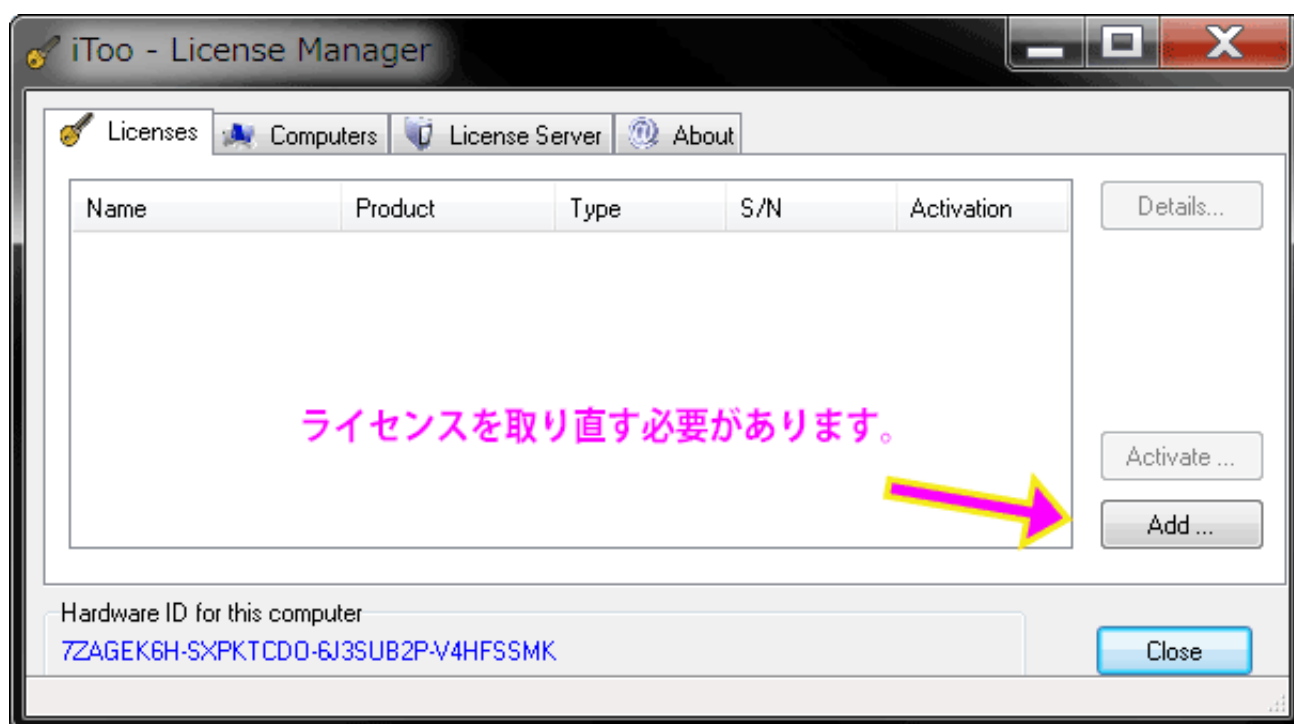 iToo - License Manager
Licenses Computers License Server About
Name Product Type S/N Activation Details...
ライセンスを取り直す必要があります。
Activate ...
Add ...
Hardware ID for this computer
7ZAGEK6H-SXPKTCDO-6J3SUB2P-V4HFSSMK
Close